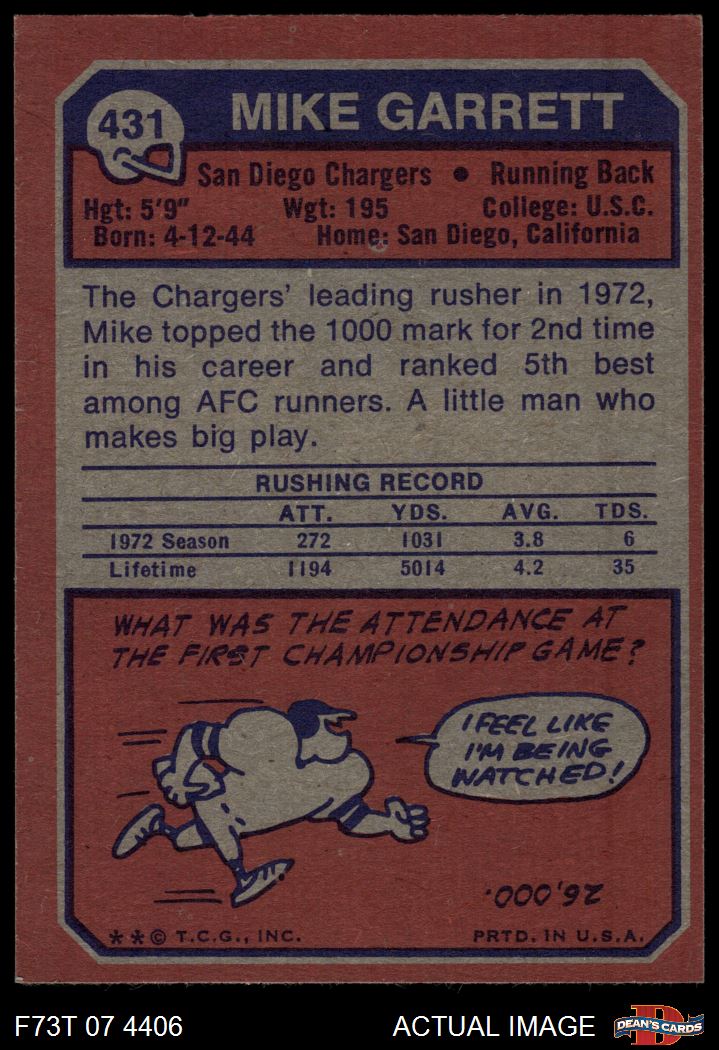 431
MIKE GARRETT
San Diego Chargers • Running Back
Hgt: 5'9" Wgt: 195 College: U.S.C.
Born: 4-12-44 Home: San Diego, California
The Chargers' leading rusher in 1972,
Mike topped the 1000 mark for 2nd time
in his career and ranked 5th best
among AFC runners. A little man who
makes big play.
RUSHING RECORD
ATT. YDS. AVG. TDS.
1972 Season 272 1031 3.8 6
Lifetime 1194 5014 4.2 35
WHAT WAS THE ATTENDANCE AT
THE FIRST CHAMPIONSHIP GAME?
I FEEL LIKE
I'M BEING
WATCHED!
26,000.
**© T.C.G., INC. PRTD. IN U.S.A.
F73T 07 4406 ACTUAL IMAGE D DEAN'S CARDS